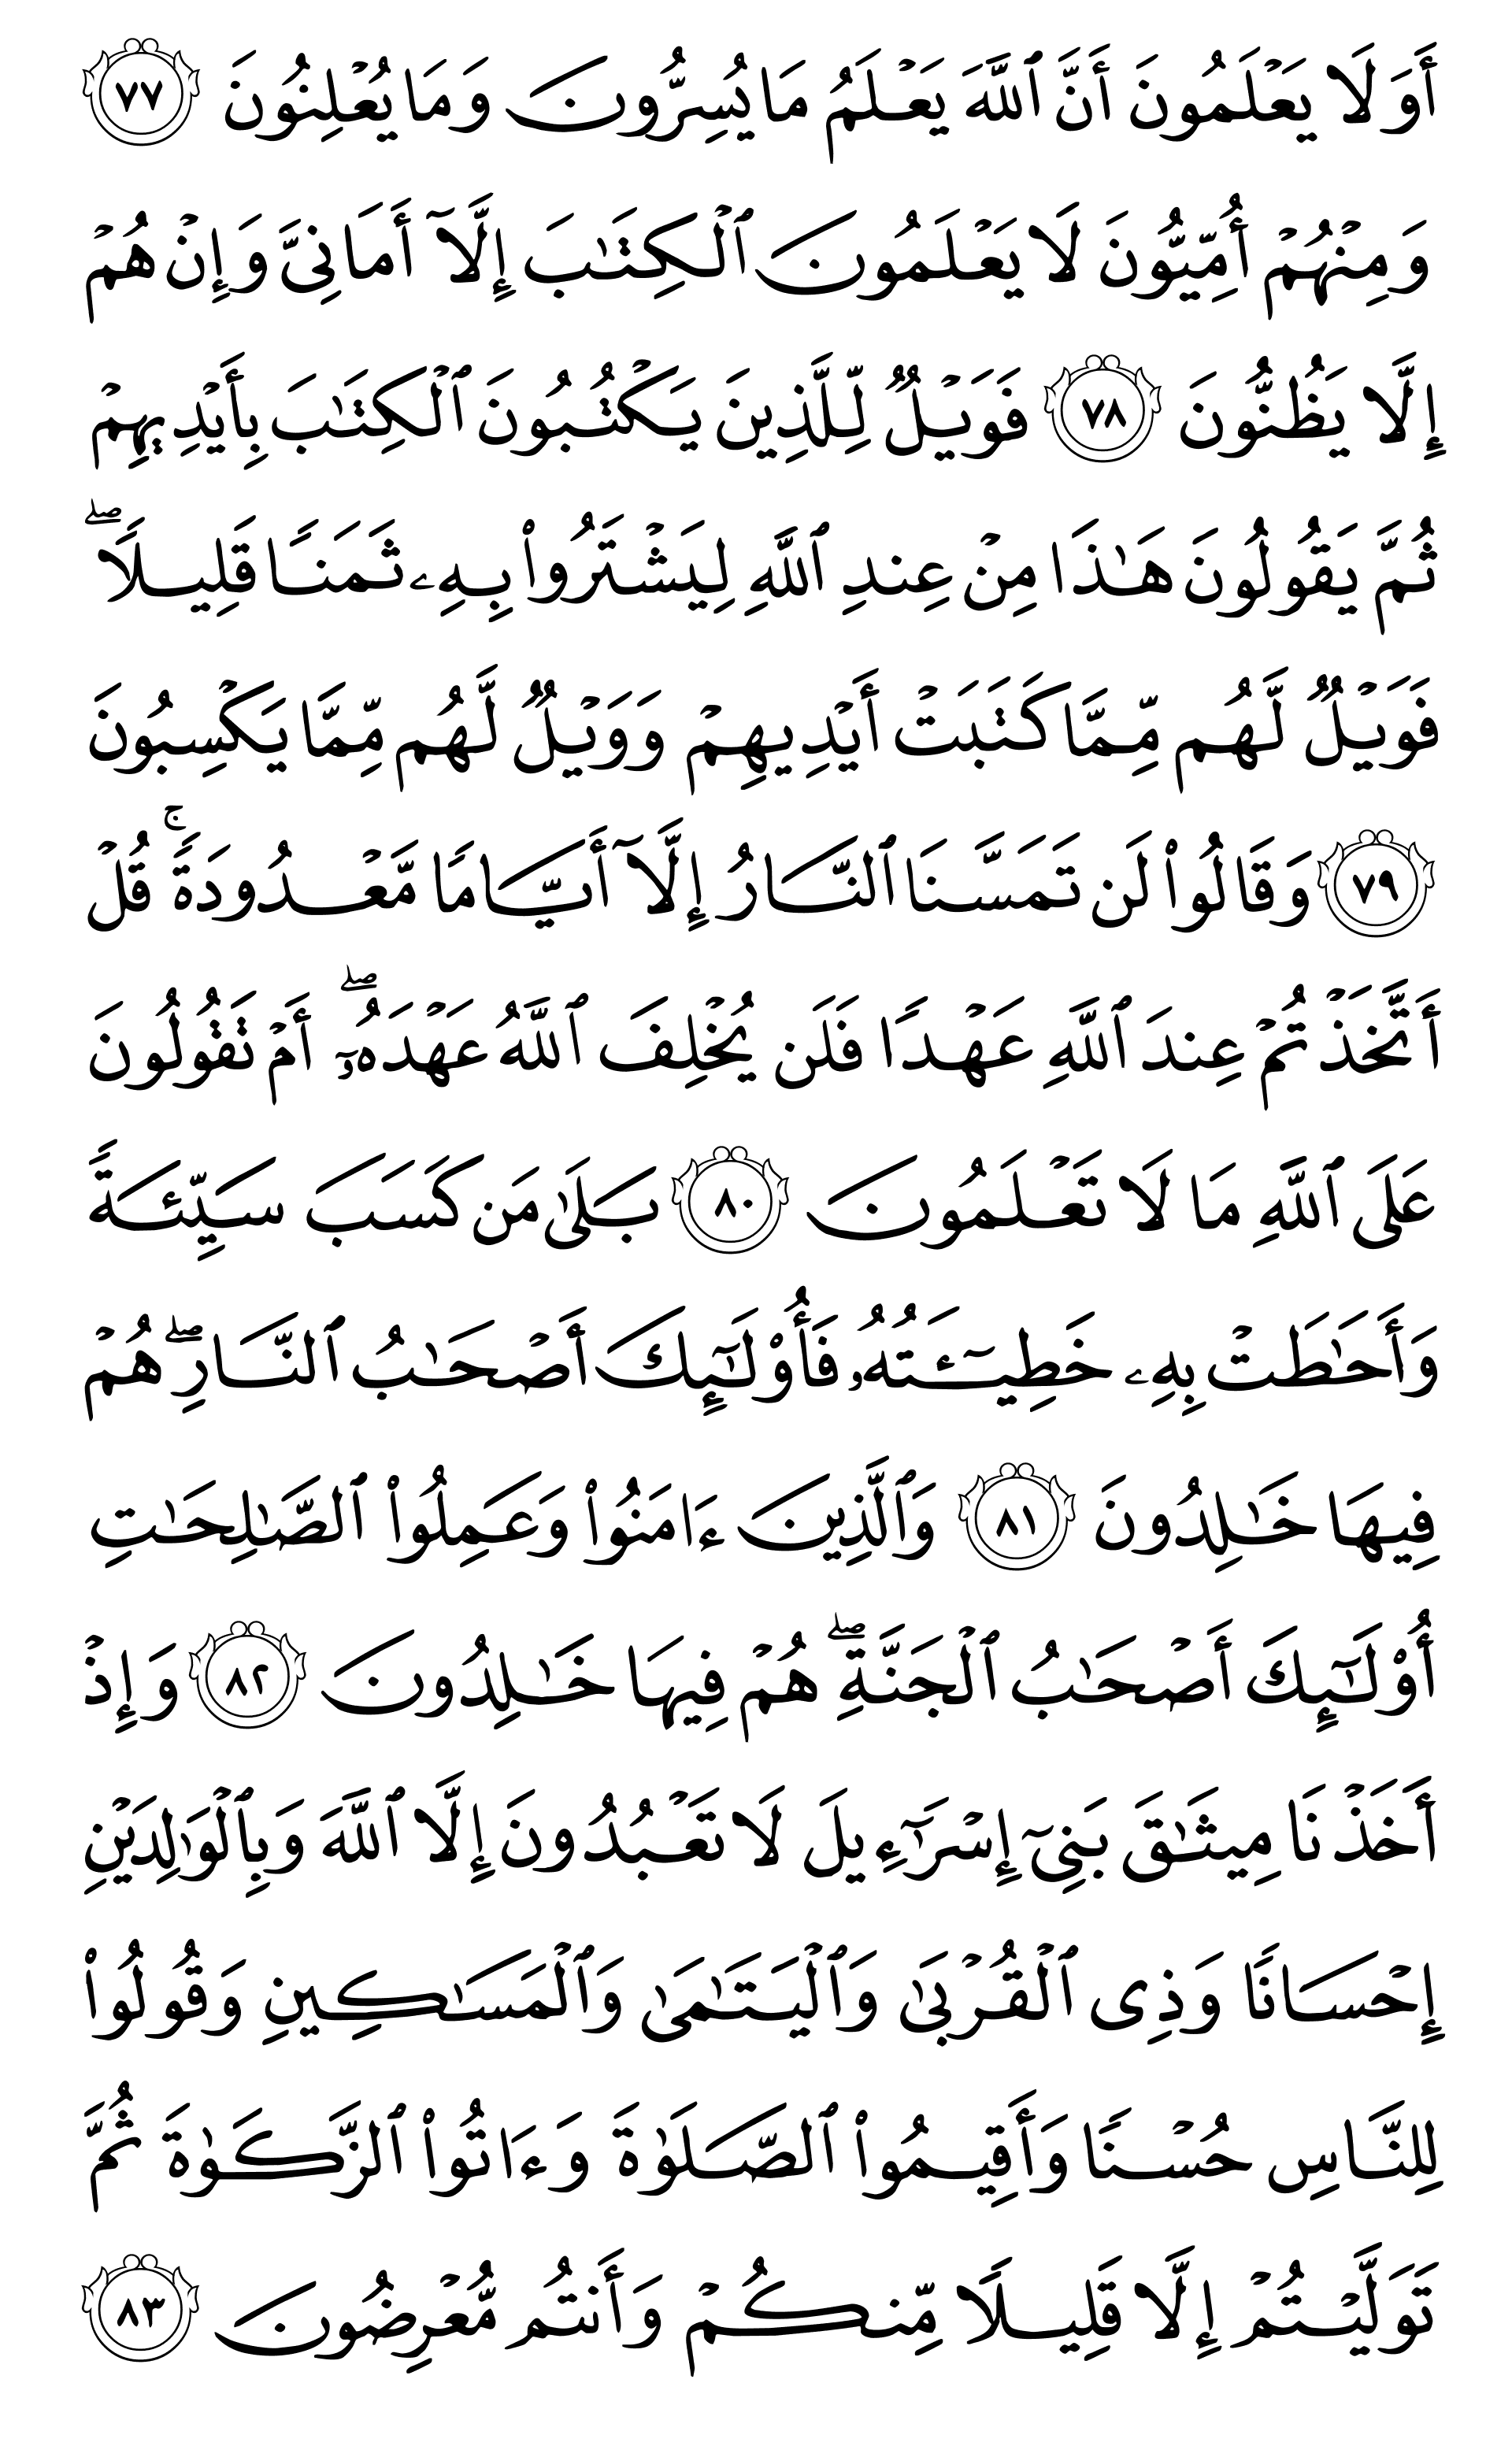 أَوَلَا يَعْلَمُونَ أَنَّ ٱللَّهَ يَعْلَمُ مَا يُسِرُّونَ وَمَا يُعْلِنُونَ ٧٧
وَمِنْهُمْ أُمِّيُّونَ لَا يَعْلَمُونَ ٱلْكِتَـٰبَ إِلَّآ أَمَانِىَّ وَإِنْ هُمْ
إِلَّا يَظُنُّونَ ٧٨ فَوَيْلٌ لِّلَّذِينَ يَكْتُبُونَ ٱلْكِتَـٰبَ بِأَيْدِيهِمْ
ثُمَّ يَقُولُونَ هَـٰذَا مِنْ عِندِ ٱللَّهِ لِيَشْتَرُوا۟ بِهِۦ ثَمَنًا قَلِيلًا ۖ
فَوَيْلٌ لَّهُم مِّمَّا كَتَبَتْ أَيْدِيهِمْ وَوَيْلٌ لَّهُم مِّمَّا يَكْسِبُونَ
٧٩ وَقَالُوا۟ لَن تَمَسَّنَا ٱلنَّارُ إِلَّآ أَيَّامًا مَّعْدُودَةً ۚ قُلْ
أَتَّخَذْتُمْ عِندَ ٱللَّهِ عَهْدًا فَلَن يُخْلِفَ ٱللَّهُ عَهْدَهُۥٓ ۖ أَمْ تَقُولُونَ
عَلَى ٱللَّهِ مَا لَا تَعْلَمُونَ ٨٠ بَلَىٰ مَن كَسَبَ سَيِّئَةً
وَأَحَـٰطَتْ بِهِۦ خَطِيٓـَٔتُهُۥ فَأُو۟لَـٰٓئِكَ أَصْحَـٰبُ ٱلنَّارِ ۖ هُمْ
فِيهَا خَـٰلِدُونَ ٨١ وَٱلَّذِينَ ءَامَنُوا۟ وَعَمِلُوا۟ ٱلصَّـٰلِحَـٰتِ
أُو۟لَـٰٓئِكَ أَصْحَـٰبُ ٱلْجَنَّةِ ۖ هُمْ فِيهَا خَـٰلِدُونَ ٨٢ وَإِذْ
أَخَذْنَا مِيثَـٰقَ بَنِىٓ إِسْرَٰٓءِيلَ لَا تَعْبُدُونَ إِلَّا ٱللَّهَ وَبِٱلْوَٰلِدَيْنِ
إِحْسَانًا وَذِى ٱلْقُرْبَىٰ وَٱلْيَتَـٰمَىٰ وَٱلْمَسَـٰكِينِ وَقُولُوا۟
لِلنَّاسِ حُسْنًا وَأَقِيمُوا۟ ٱلصَّلَوٰةَ وَءَاتُوا۟ ٱلزَّكَوٰةَ ثُمَّ
تَوَلَّيْتُمْ إِلَّا قَلِيلًا مِّنكُمْ وَأَنتُم مُّعْرِضُونَ ٨٣